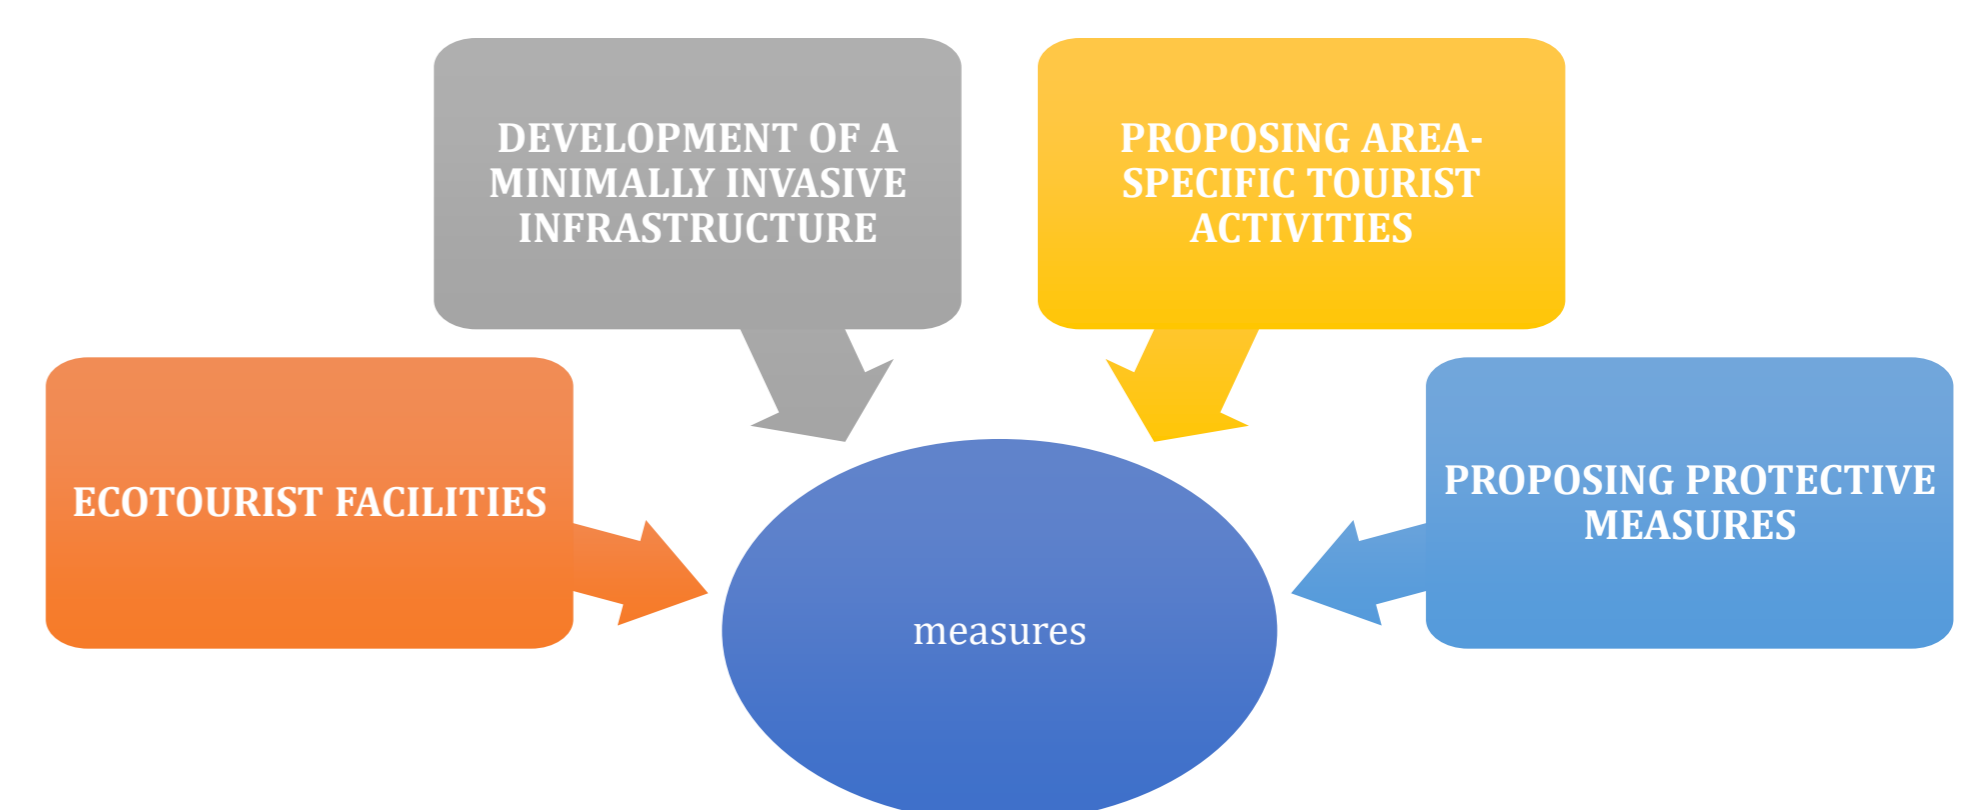 DEVELOPMENT OF A
MINIMALLY INVASIVE
INFRASTRUCTURE
PROPOSING AREA-
SPECIFIC TOURIST
ACTIVITIES
ECOTOURIST FACILITIES
PROPOSING PROTECTIVE
MEASURES
measures